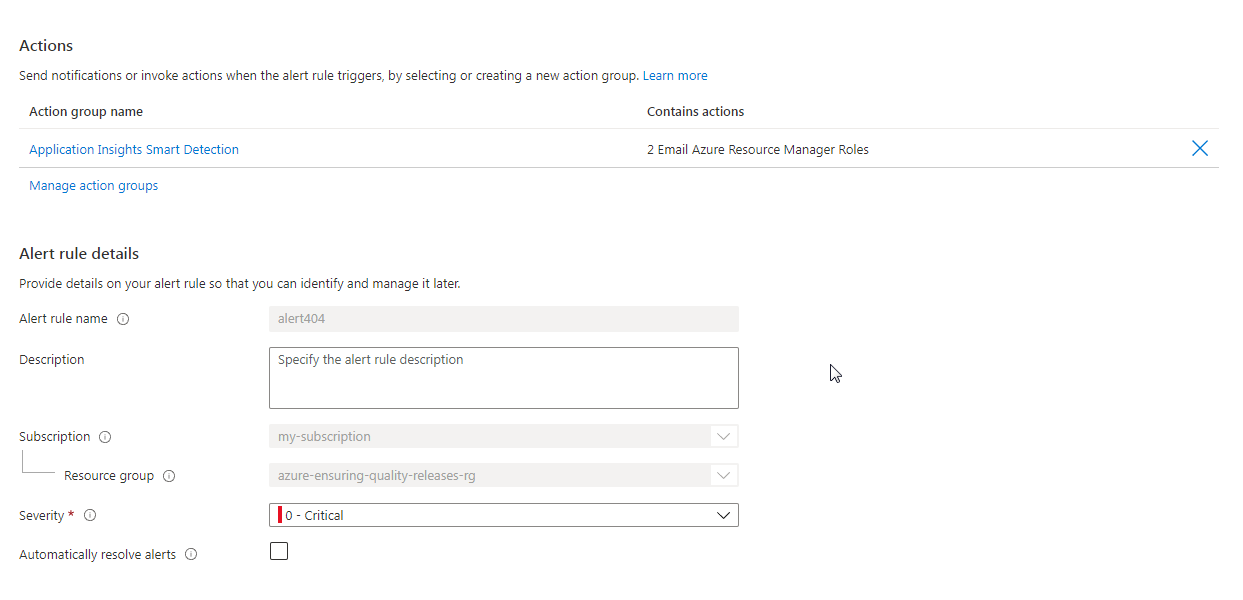 Actions
Send notifications or invoke actions when the alert rule triggers, by selecting or creating a new action group. Learn more
Action group name Contains actions
Application Insights Smart Detection 2 Email Azure Resource Manager Roles
Manage action groups
Alert rule details
Provide details on your alert rule so that you can identify and manage it later.
Alert rule name alert404
Description Specify the alert rule description
Subscription my-subscription
Resource group azure-ensuring-quality-releases-rg
Severity * 0 - Critical
Automatically resolve alerts